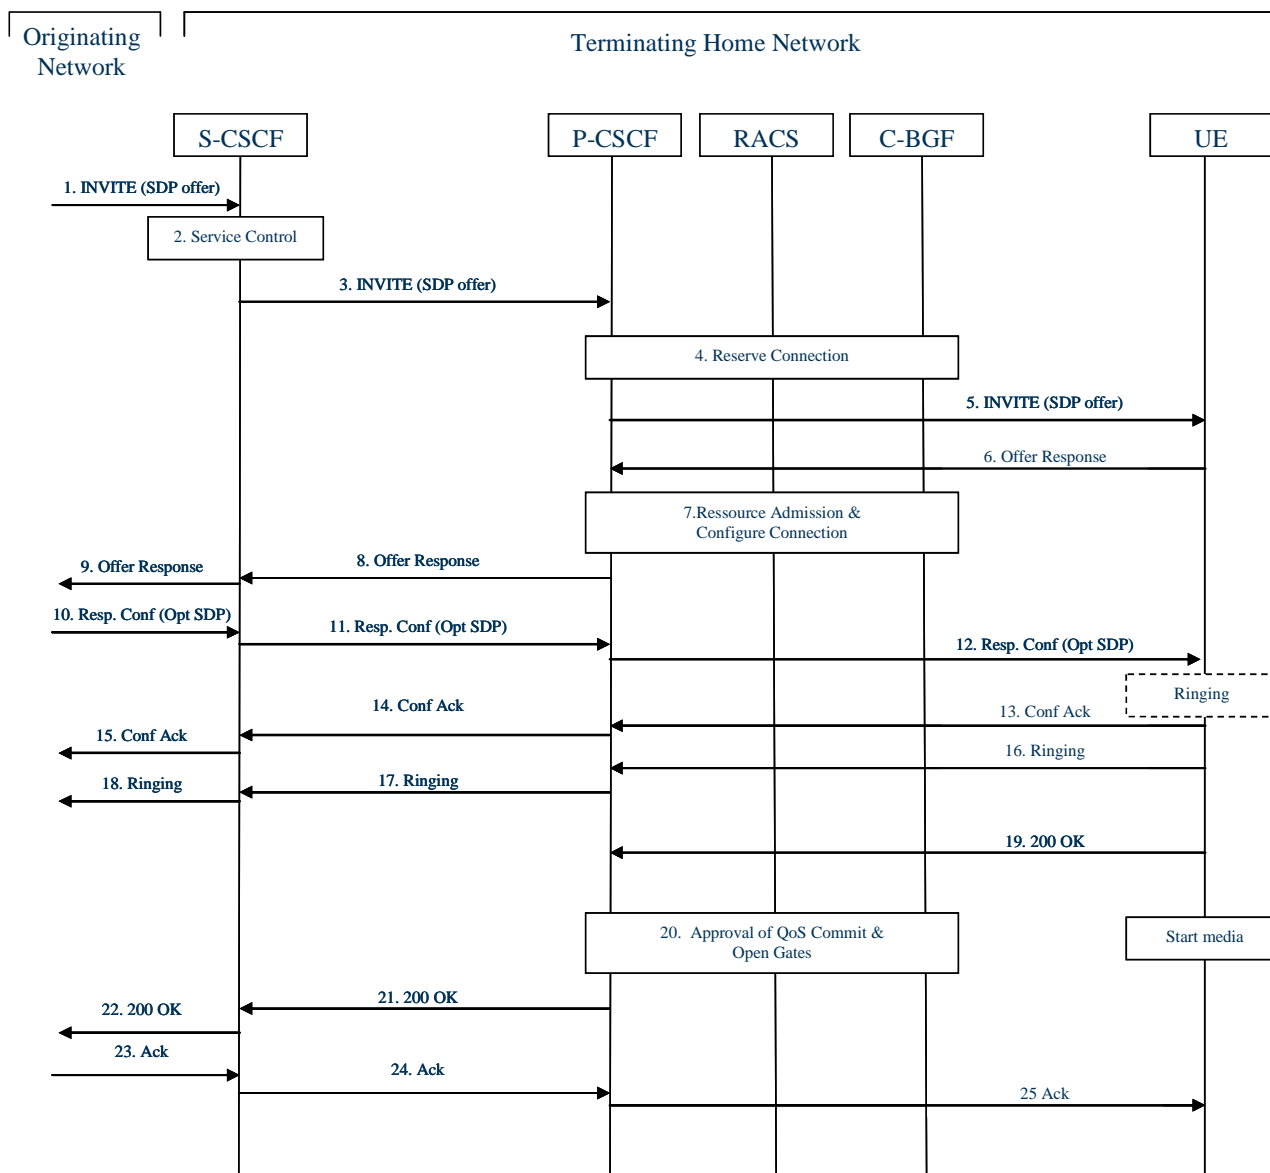 Originating
Network
Terminating Home Network
S-CSCF
P-CSCF
RACS
C-BGF
UE
1. INVITE (SDP offer)
2. Service Control
3. INVITE (SDP offer)
4. Reserve Connection
5. INVITE (SDP offer)
6. Offer Response
7.Ressource Admission &
Configure Connection
8. Offer Response
9. Offer Response
10. Resp. Conf (Opt SDP)
11. Resp. Conf (Opt SDP)
12. Resp. Conf (Opt SDP)
Ringing
13. Conf Ack
14. Conf Ack
15. Conf Ack
16. Ringing
17. Ringing
18. Ringing
19. 200 OK
20. Approval of QoS Commit &
Open Gates
Start media
21. 200 OK
22. 200 OK
23. Ack
24. Ack
25 Ack